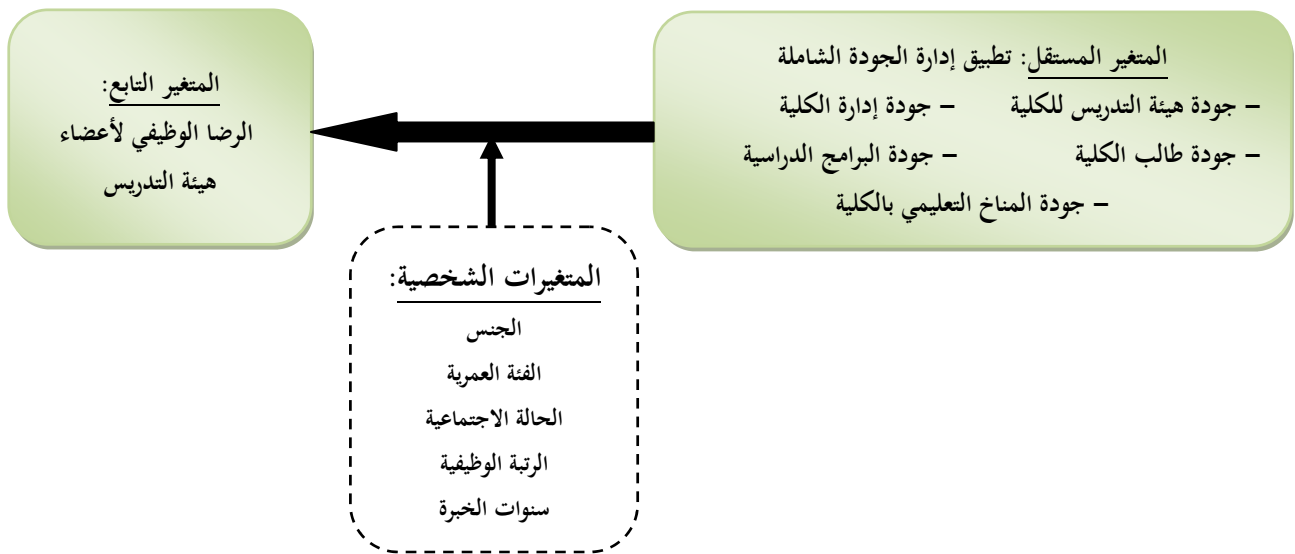 المتغير المستقل: تطبيق إدارة الجودة الشاملة
– جودة هيئة التدريس للكلية – جودة إدارة الكلية
– جودة طالب الكلية – جودة البرامج الدراسية
– جودة المناخ التعليمي بالكلية
المتغير التابع:
الرضا الوظيفي لأعضاء
هيئة التدريس
المتغيرات الشخصية:
الجنس
الفئة العمرية
الحالة الاجتماعية
الرتبة الوظيفية
سنوات الخبرة